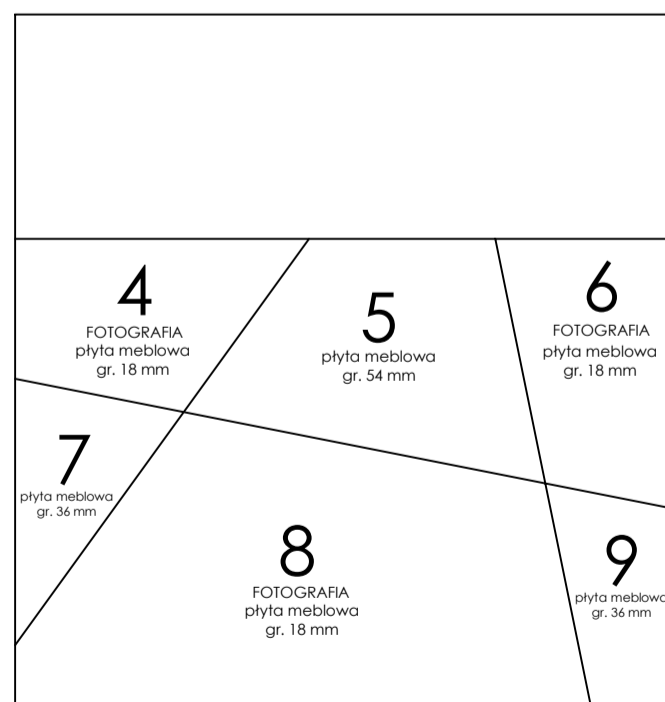 4
FOTOGRAFIA
płyta meblowa
gr. 18 mm
5
płyta meblowa
gr. 54 mm
6
FOTOGRAFIA
płyta meblowa
gr. 18 mm
7
płyta meblowa
gr. 36 mm
8
FOTOGRAFIA
płyta meblowa
gr. 18 mm
9
płyta meblowa
gr. 36 mm